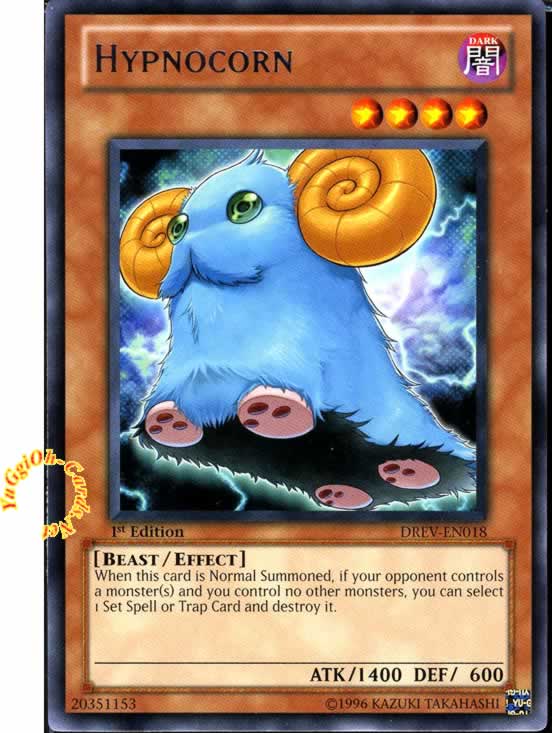 HYPNOCORN
DARK
闇
1st Edition
DREV-EN018
[BEAST / EFFECT]
When this card is Normal Summoned, if your opponent controls
a monster(s) and you control no other monsters, you can select
1 Set Spell or Trap Card and destroy it.
ATK/1400 DEF/ 600
20351153
©1996 KAZUKI TAKAHASHI
YuGgiOh-Cards.Net